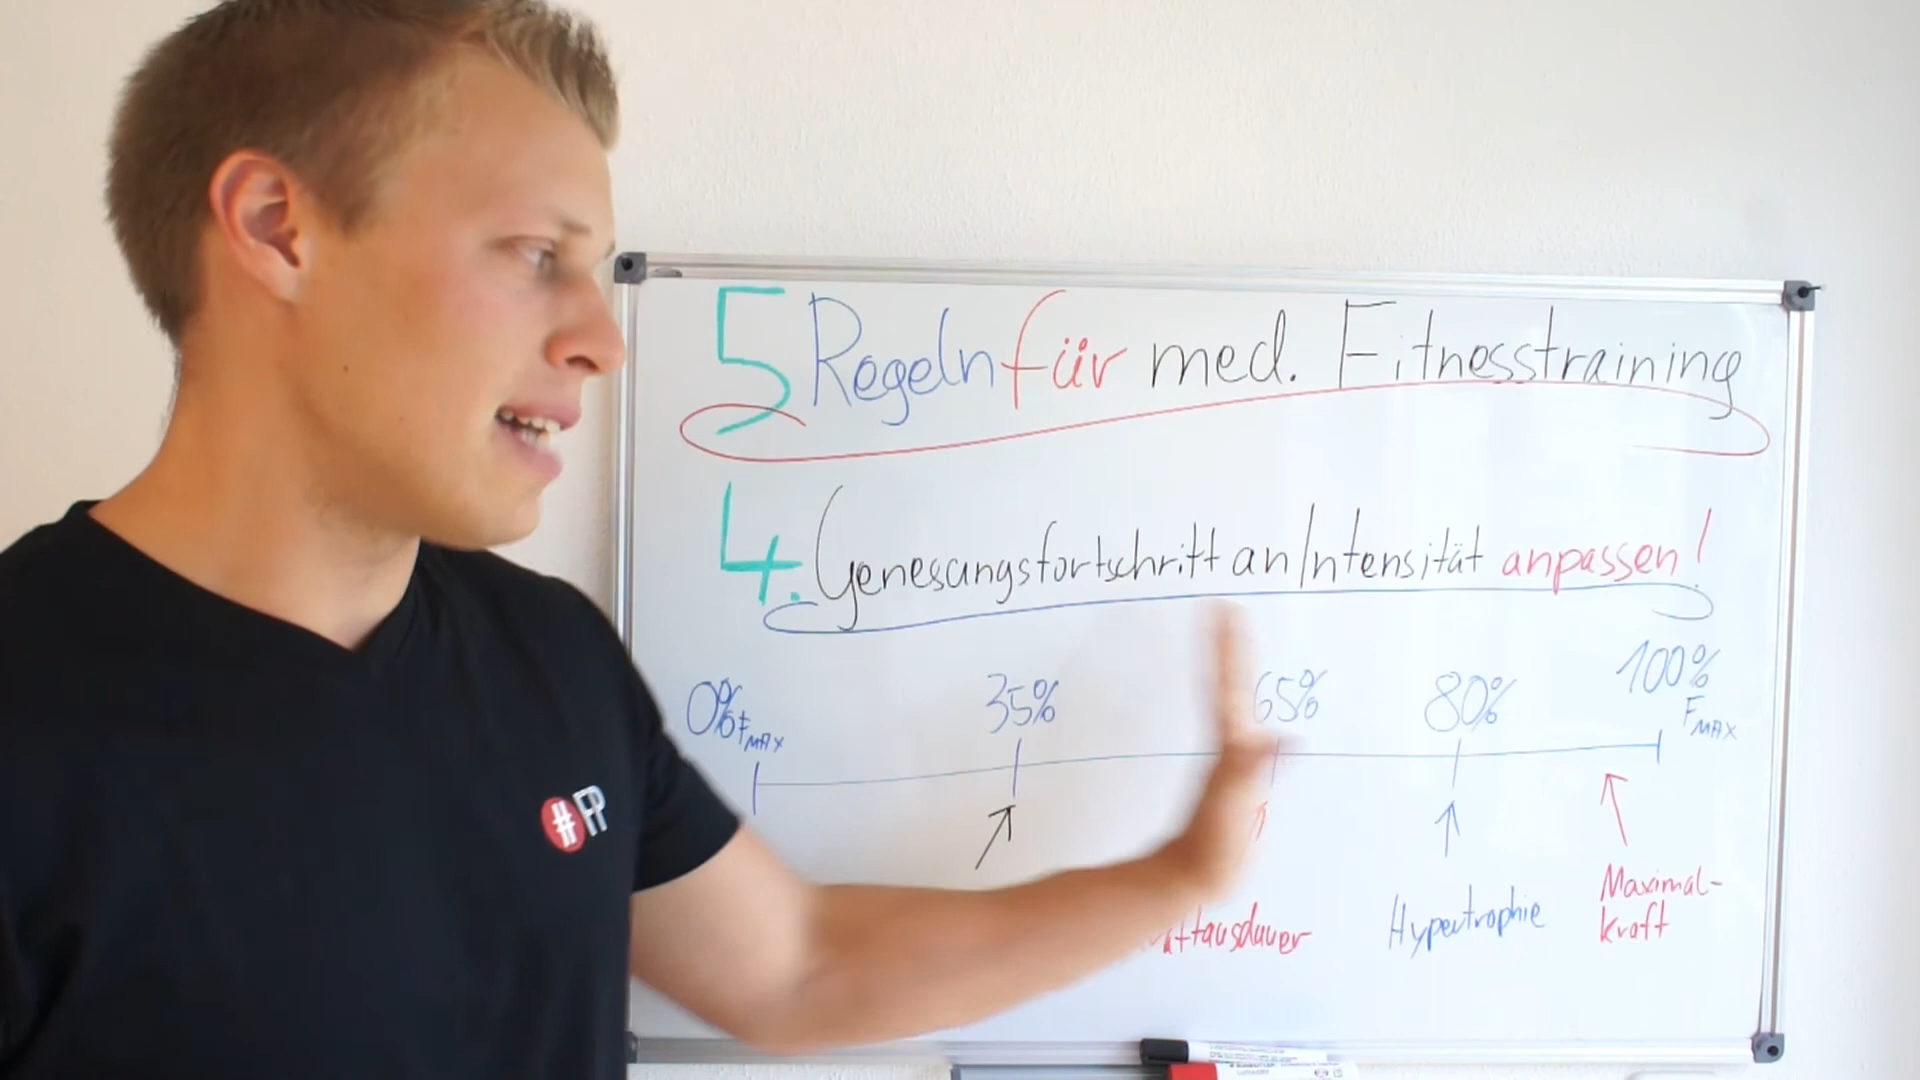 5 Regeln für med. Fitnesstraining
4. Genesungsfortschritt an Intensität anpassen!
0% FMAX 35% 65% 80% 100% FMAX
Hypertrophie Maximal-
kraft
#FP